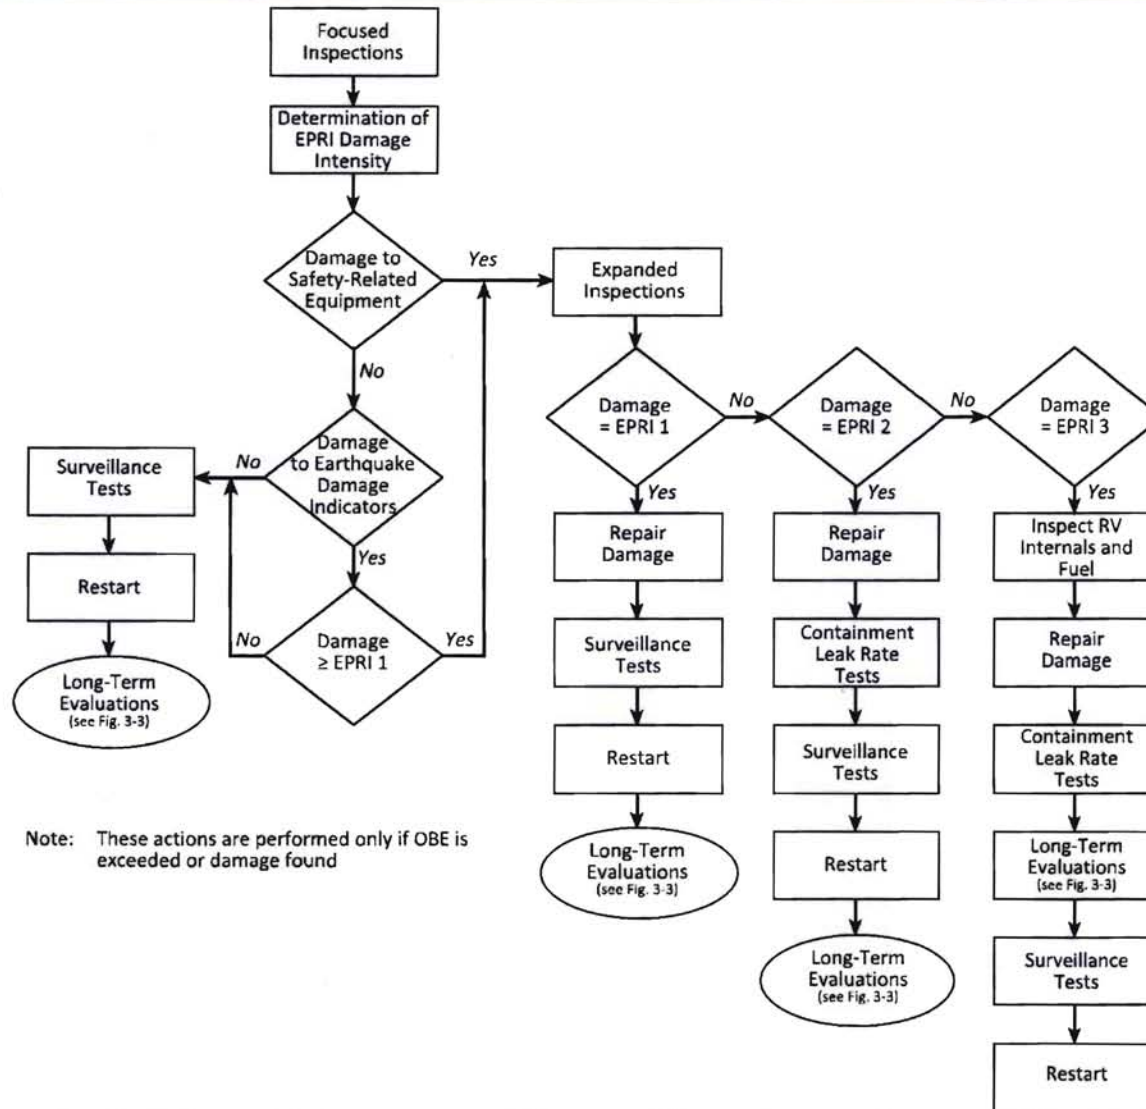 Focused
Inspections
Determination of
EPRI Damage
Intensity
Damage to
Safety-Related
Equipment
Yes
Expanded
Inspections
No
Damage
= EPRI 1
No
Damage
= EPRI 2
No
Damage
= EPRI 3
Damage
to Earthquake
Damage
Indicators
No
Surveillance
Tests
Yes
Yes
Yes
Yes
Repair
Damage
Repair
Damage
Inspect RV
Internals and
Fuel
Restart
No
Damage
≥ EPRI 1
Yes
Surveillance
Tests
Containment
Leak Rate
Tests
Repair
Damage
Long-Term
Evaluations
(see Fig. 3-3)
Restart
Surveillance
Tests
Containment
Leak Rate
Tests
Note: These actions are performed only if OBE is
exceeded or damage found
Long-Term
Evaluations
(see Fig. 3-3)
Restart
Long-Term
Evaluations
(see Fig. 3-3)
Long-Term
Evaluations
(see Fig. 3-3)
Surveillance
Tests
Restart